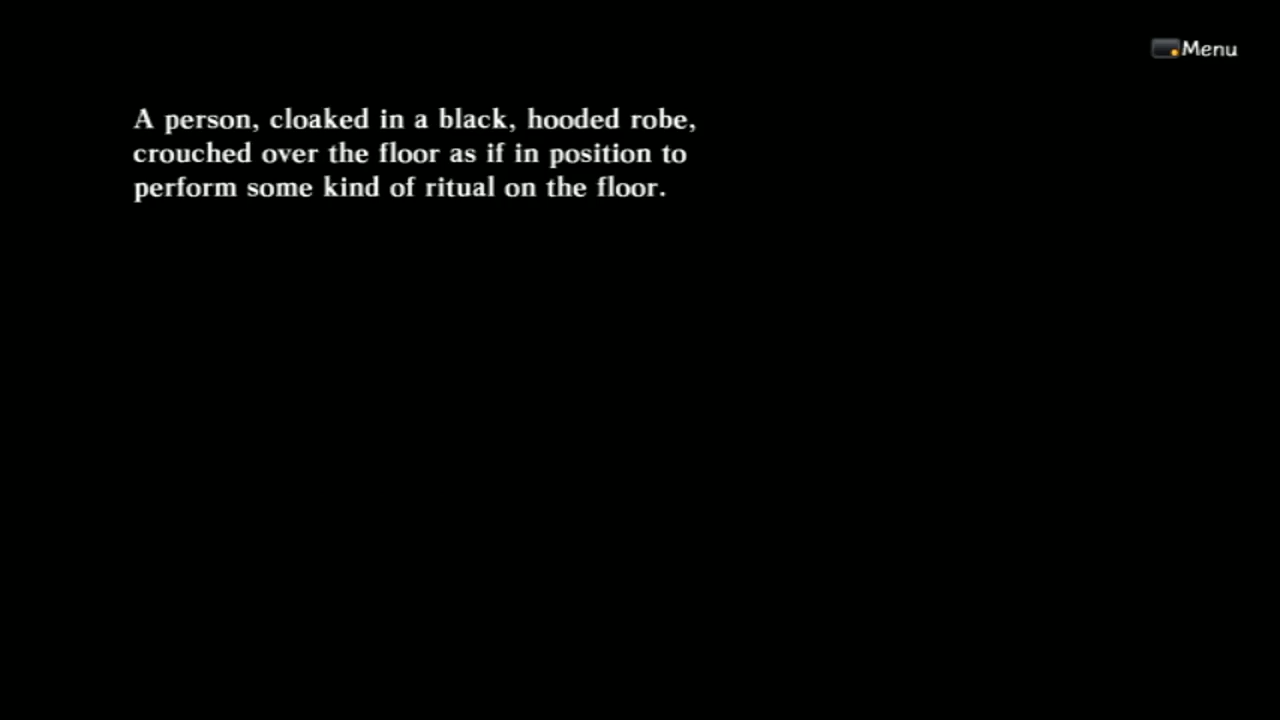 Menu
A person, cloaked in a black, hooded robe,
crouched over the floor as if in position to
perform some kind of ritual on the floor.